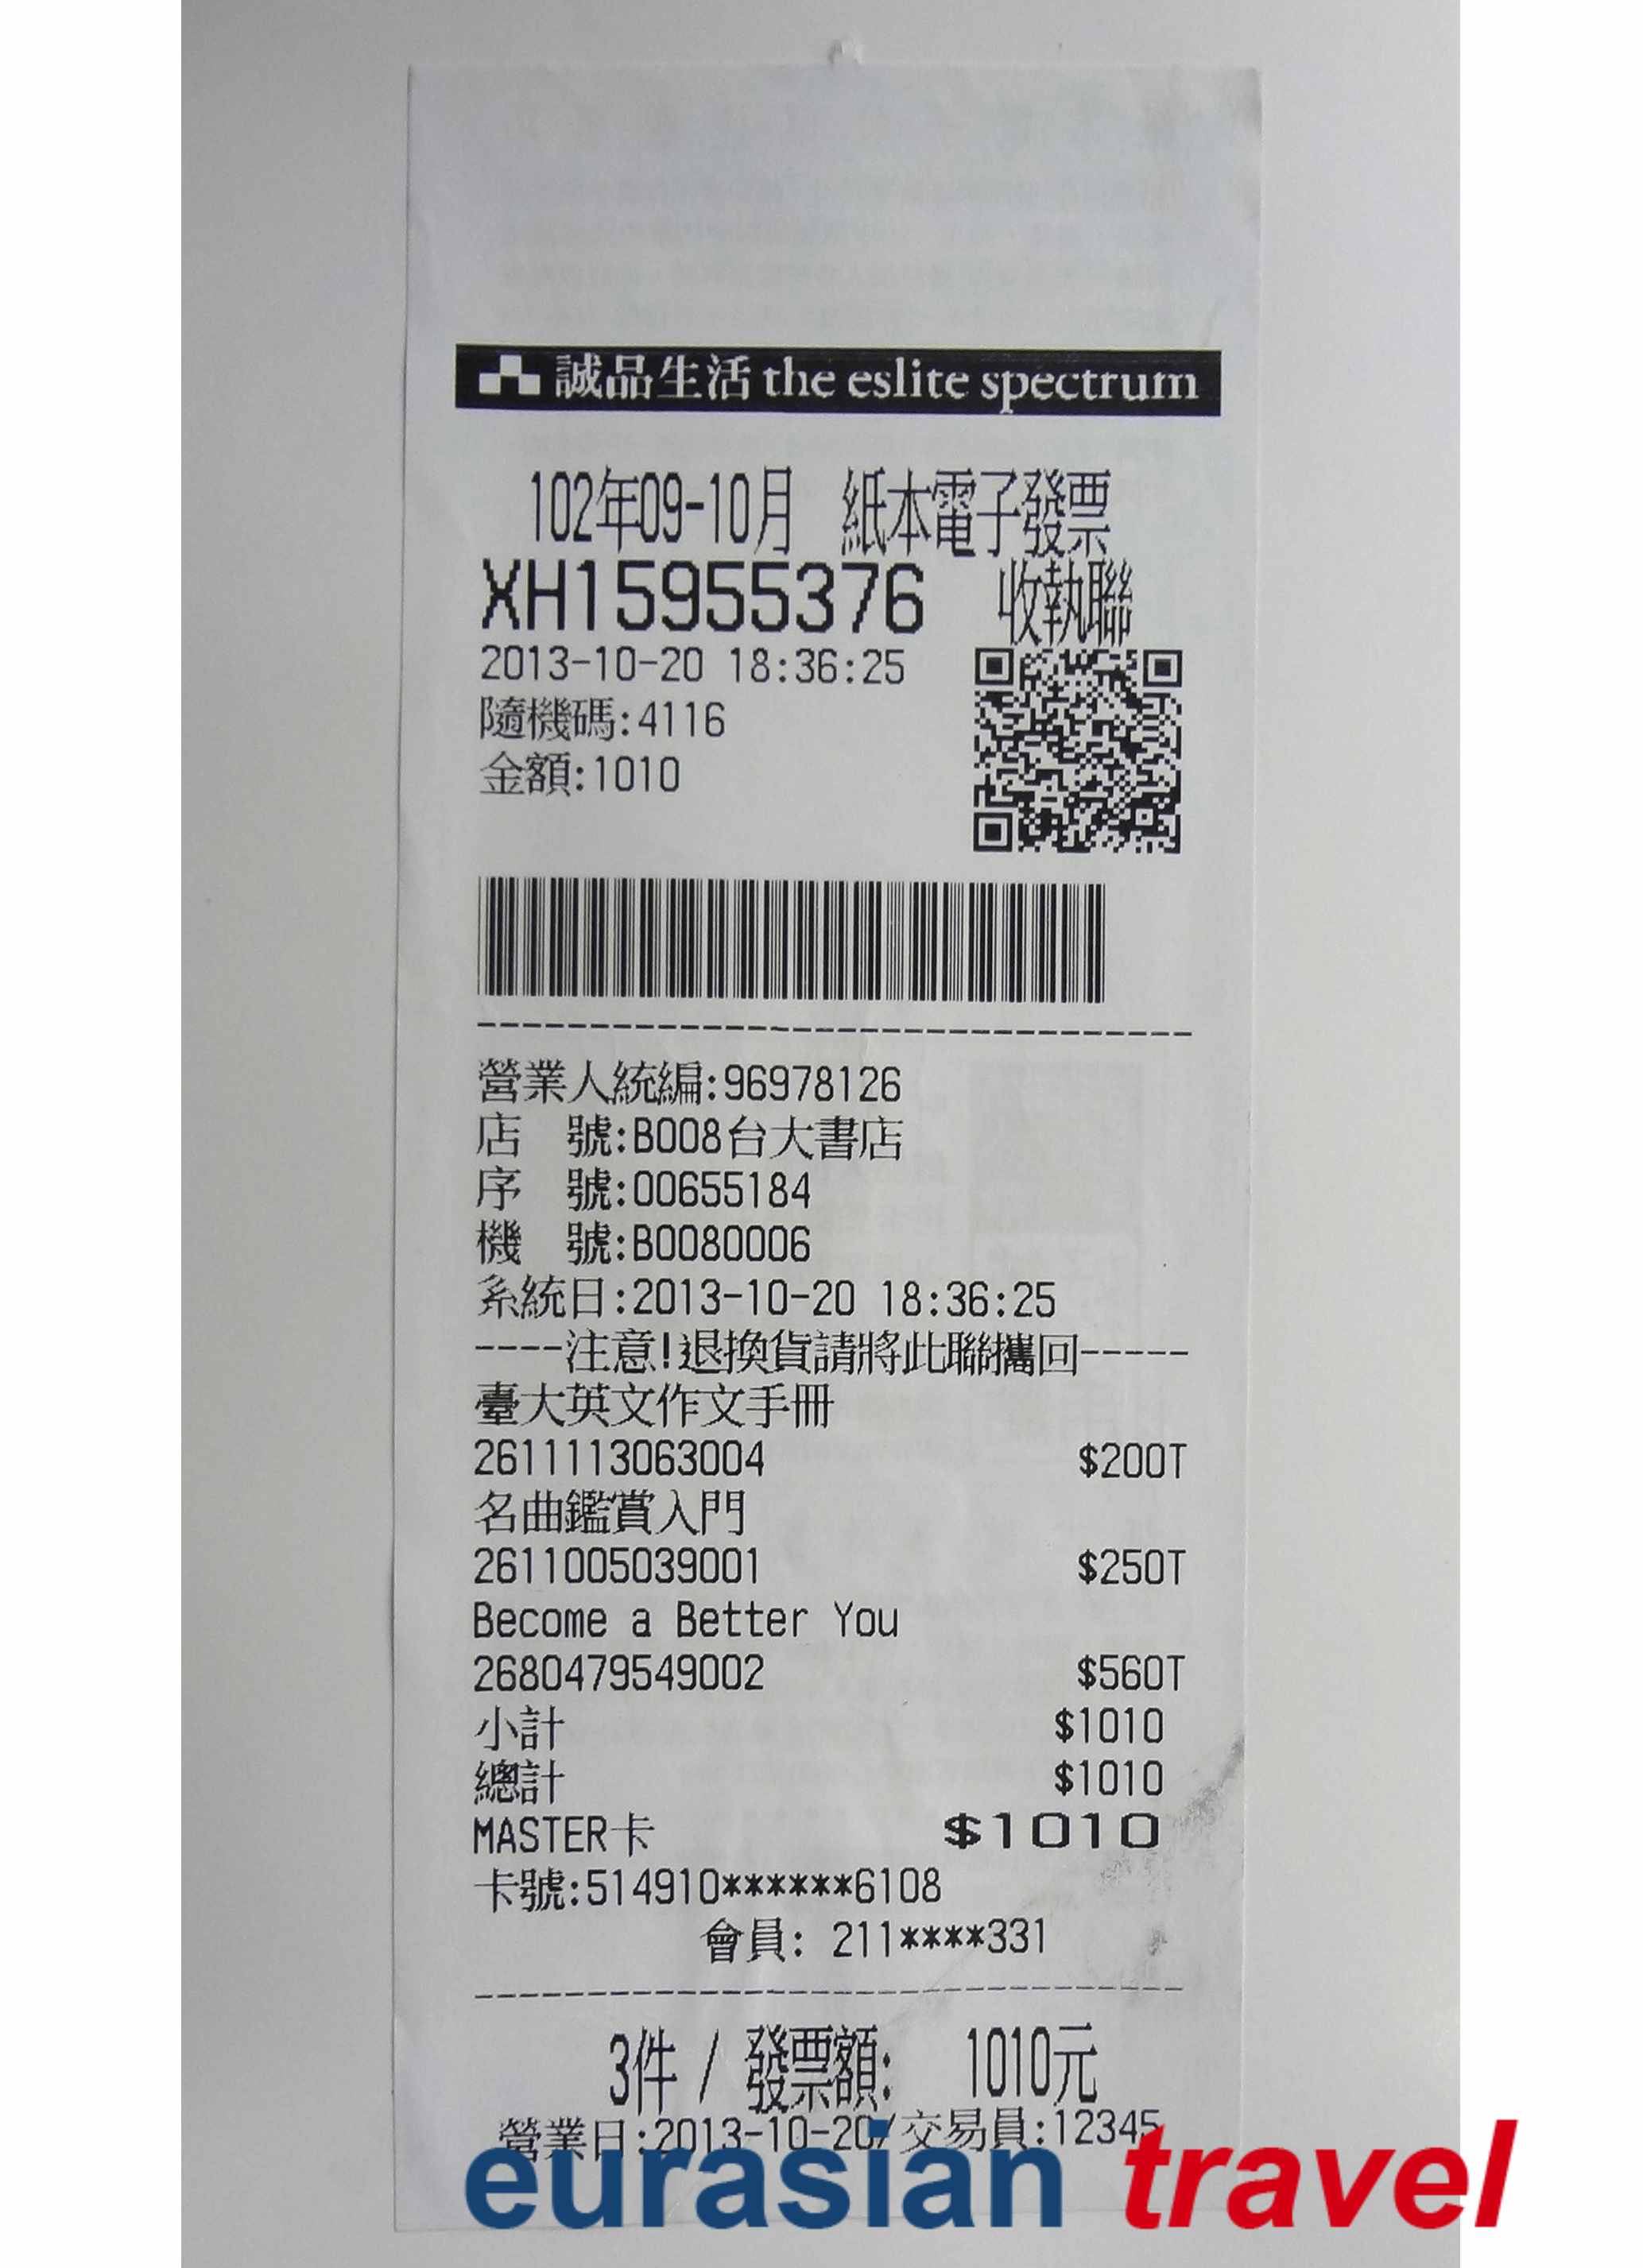 誠品生活 the eslite spectrum
102年09-10月 紙本電子發票
XH15955376 收執聯
2013-10-20 18:36:25
隨機碼:4116
金額:1010
營業人統編:96978126
店 號:B008台大書店
序 號:00655184
機 號:B0080006
系統日:2013-10-20 18:36:25
----注意!退換貨請將此聯攜回-----
臺大英文作文手冊
2611113063004 $200T
名曲鑑賞入門
2611005039001 $250T
Become a Better You
2680479549002 $560T
小計 $1010
總計 $1010
MASTER卡 $1010
卡號:514910******6108
會員: 211****331
3件 / 發票額: 1010元
營業日:2013-10-20/交易員:12345
eurasian travel